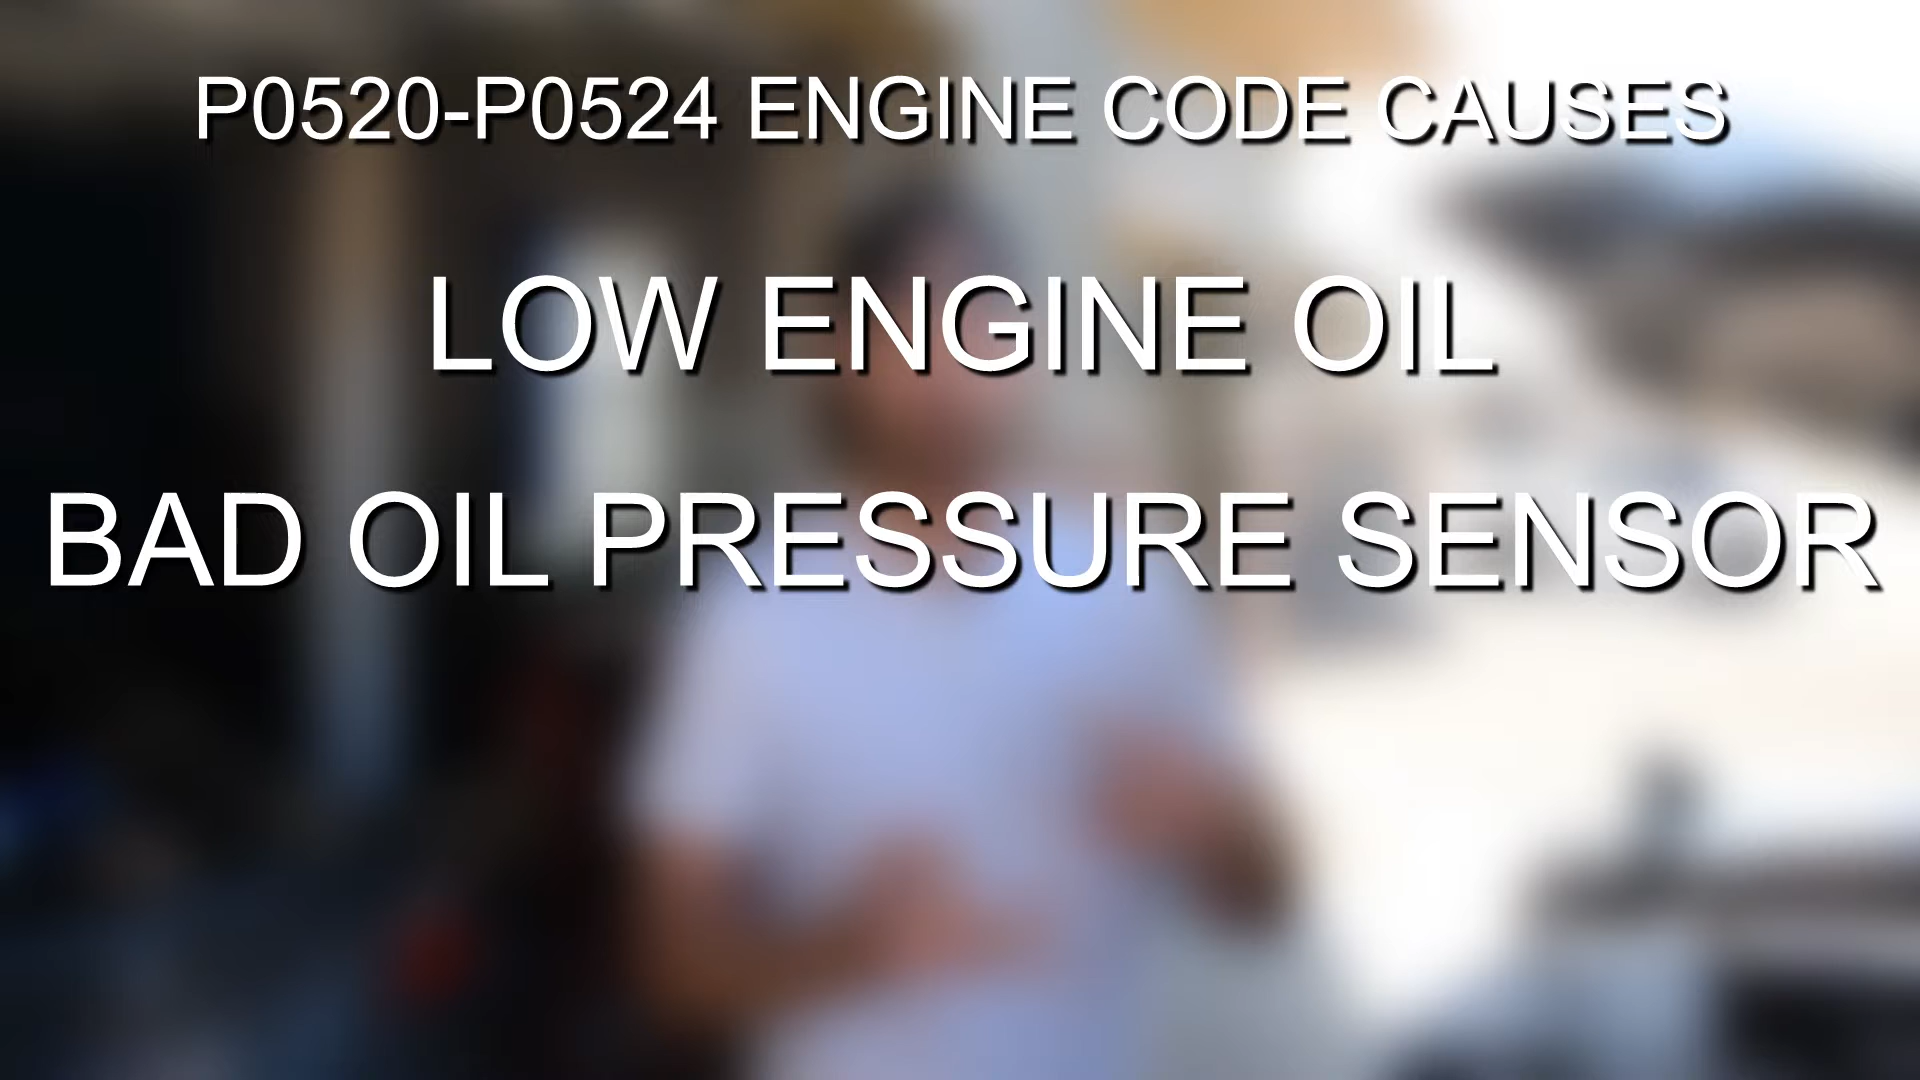 P0520-P0524 ENGINE CODE CAUSES
LOW ENGINE OIL
BAD OIL PRESSURE SENSOR